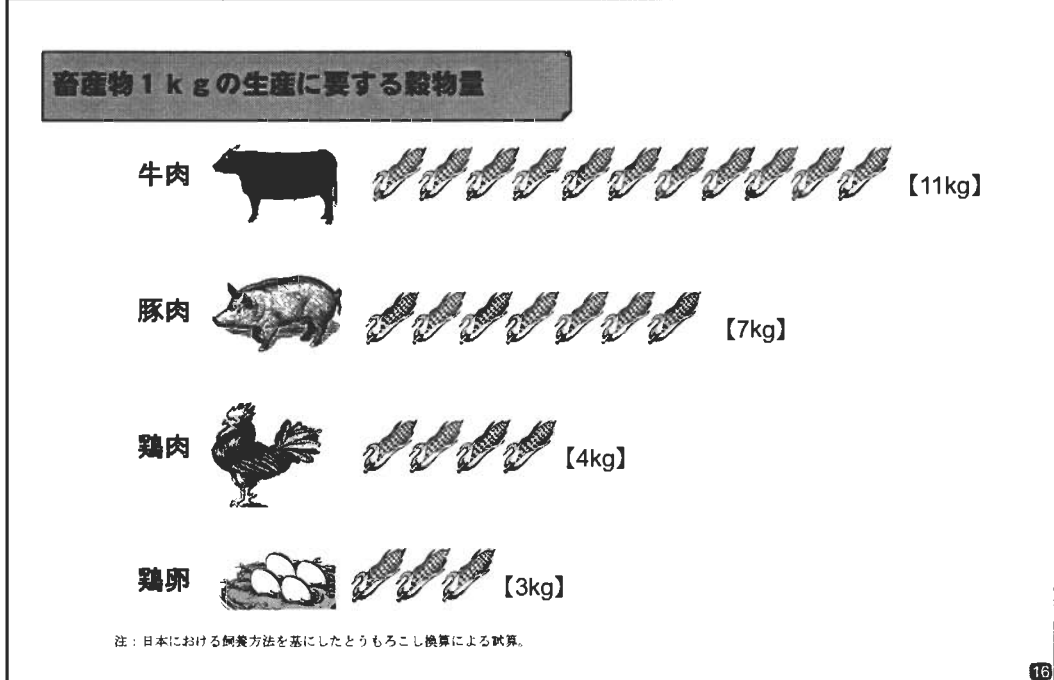 畜産物1kgの生産に要する穀物量
牛肉
【11kg】
豚肉
【7kg】
鶏肉
【4kg】
鶏卵
【3kg】
注：日本における飼養方法を基にしたとうもろこし換算による試算。
16